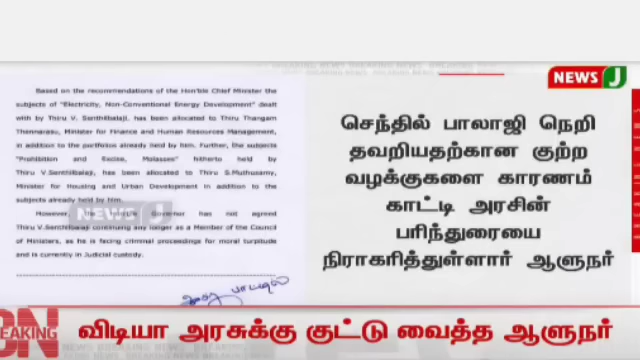 NEWS J
Based on the recommendations of the Hon'ble Chief Minister the
subjects of "Electricity, Non-Conventional Energy Development" dealt
with by Thiru V. Senthilbalaji, has been allocated to Thiru Thangam
Thennarasu, Minister for Finance and Human Resources Management,
in addition to the portfolios already held by him. Further, the subjects
"Prohibition and Excise, Molasses" hitherto held by
Thiru V.Senthilbalaji, has been allocated to Thiru S.Muthusamy,
Minister for Housing and Urban Development in addition to the
subjects already held by him.
However, the Hon'ble Governor has not agreed
Thiru V.Senthilbalaji continuing any longer as a Member of the Council
of Ministers, as he is facing criminal proceedings for moral turpitude
and is currently in Judicial custody.
NEWS J
செந்தில் பாலாஜி நெறி
தவறியதற்கான குற்ற
வழக்குகளை காரணம்
காட்டி அரசின்
பரிந்துரையை
நிராகரித்துள்ளார் ஆளுநர்
BREAKING
விடியா அரசுக்கு குட்டு வைத்த ஆளுநர்